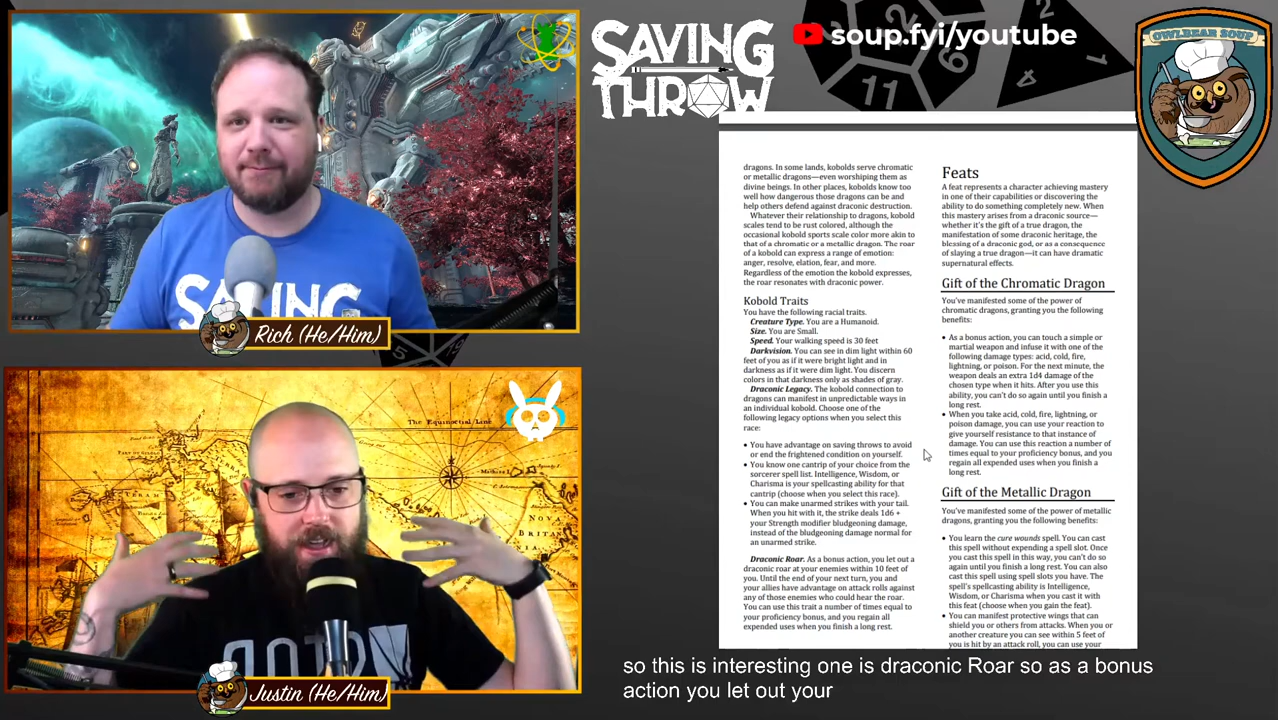 SAVING
THROW
soup.fyi/youtube
OWLBEAR SOUP
12
2
9
11
2
1
4
SAVING
Rich (He/Him)
The Equinoctial Line
NOVA
BRITAN
Justin (He/Him)
dragons. In some lands, kobolds serve chromatic
or metallic dragons—even worshiping them as
divine beings. In other places, kobolds know too
well how dangerous those dragons can be and
help others defend against draconic destruction.
Whatever their relationship to dragons, kobold
scales tend to be rust colored, although the
occasional kobold sports scale color more akin to
that of a chromatic or a metallic dragon. The roar
of a kobold can express a range of emotion:
anger, resolve, elation, fear, and more.
Regardless of the emotion the kobold expresses,
the roar resonates with draconic power.
Kobold Traits
You have the following racial traits.
Creature Type. You are a Humanoid.
Size. You are Small.
Speed. Your walking speed is 30 feet
Darkvision. You can see in dim light within 60
feet of you as if it were bright light and in
darkness as if it were dim light. You discern
colors in that darkness only as shades of gray.
Draconic Legacy. The kobold connection to
dragons can manifest in unpredictable ways in
an individual kobold. Choose one of the
following legacy options when you select this
race:
• You have advantage on saving throws to avoid
or end the frightened condition on yourself.
• You know one cantrip of your choice from the
sorcerer spell list. Intelligence, Wisdom, or
Charisma is your spellcasting ability for that
cantrip (choose when you select this race).
• You can make unarmed strikes with your tail.
When you hit with it, the strike deals 1d6 +
your Strength modifier bludgeoning damage,
instead of the bludgeoning damage normal for
an unarmed strike.
Draconic Roar. As a bonus action, you let out a
draconic roar at your enemies within 10 feet of
you. Until the end of your next turn, you and
your allies have advantage on attack rolls against
any of those enemies who could hear the roar.
You can use this trait a number of times equal to
your proficiency bonus, and you regain all
expended uses when you finish a long rest.
Feats
A feat represents a character achieving mastery
in one of their capabilities or discovering the
ability to do something completely new. When
this mastery arises from a draconic source—
whether it's the gift of a true dragon, the
manifestation of some draconic heritage, the
blessing of a draconic god, or as a consequence
of slaying a true dragon—it can have dramatic
supernatural effects.
Gift of the Chromatic Dragon
You've manifested some of the power of
chromatic dragons, granting you the following
benefits:
• As a bonus action, you can touch a simple or
martial weapon and infuse it with one of the
following damage types: acid, cold, fire,
lightning, or poison. For the next minute, the
weapon deals an extra 1d4 damage of the
chosen type when it hits. After you use this
ability, you can't do so again until you finish a
long rest.
• When you take acid, cold, fire, lightning, or
poison damage, you can use your reaction to
give yourself resistance to that instance of
damage. You can use this reaction a number of
times equal to your proficiency bonus, and you
regain all expended uses when you finish a
long rest.
Gift of the Metallic Dragon
You've manifested some of the power of metallic
dragons, granting you the following benefits:
• You learn the cure wounds spell. You can cast
this spell without expending a spell slot. Once
you cast this spell in this way, you can't do so
again until you finish a long rest. You can also
cast this spell using spell slots you have. The
spell's spellcasting ability is Intelligence,
Wisdom, or Charisma when you cast it with
this feat (choose when you gain the feat).
• You can manifest protective wings that can
shield you or others from attacks. When you or
another creature you can see within 5 feet of
you is hit by an attack roll, you can use your
so this is interesting one is draconic Roar so as a bonus
action you let out your